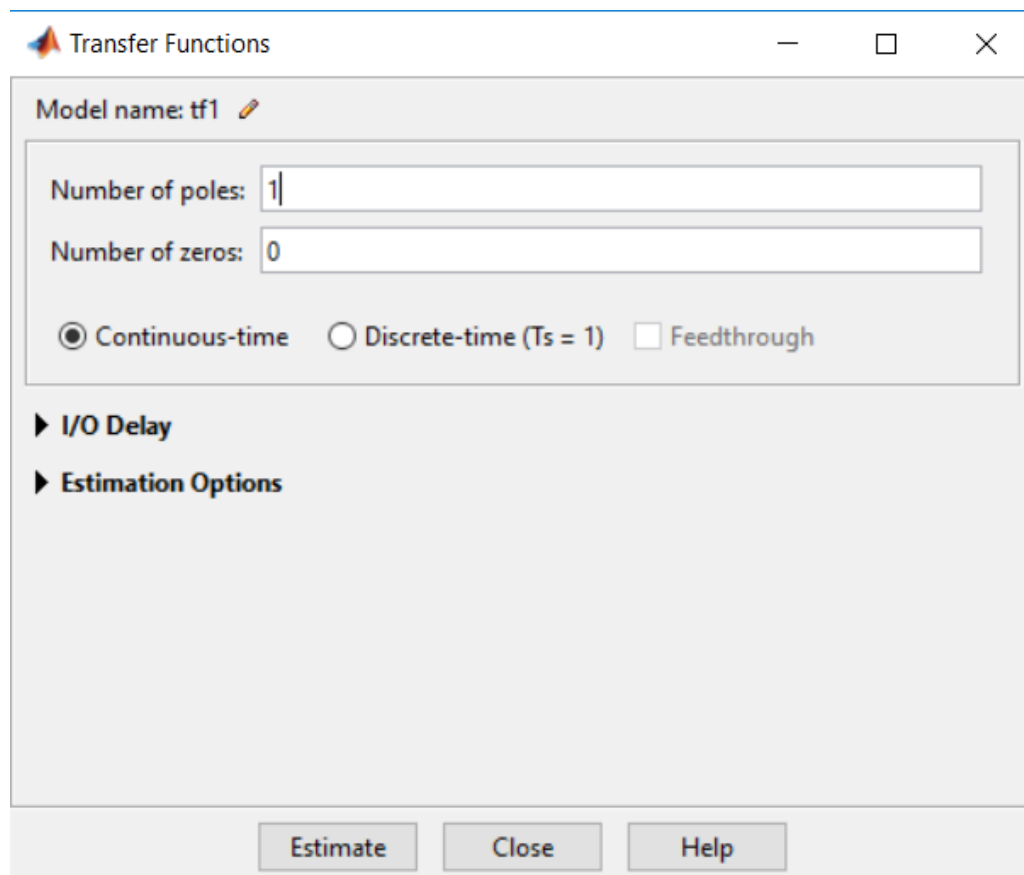 Transfer Functions
Model name: tf1
Number of poles: 1
Number of zeros: 0
Continuous-time Discrete-time (Ts = 1) Feedthrough
I/O Delay
Estimation Options
Estimate Close Help